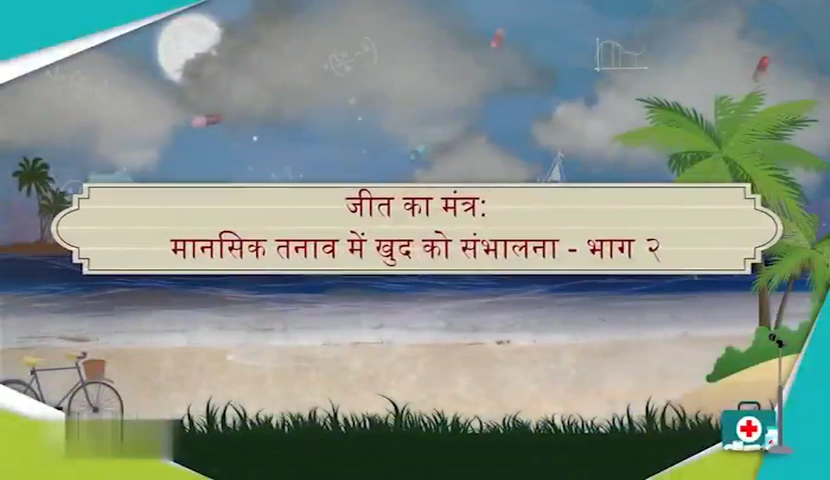 जीत का मंत्र:
मानसिक तनाव में खुद को संभालना - भाग २